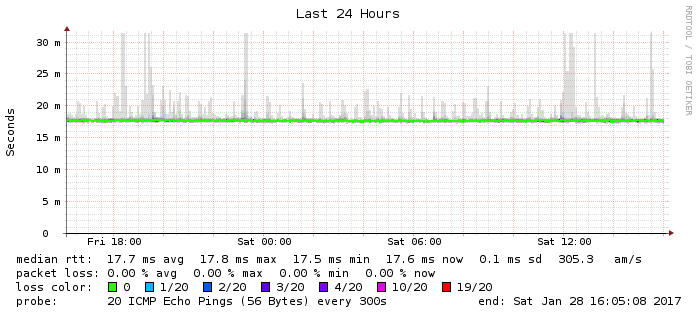 Last 24 Hours
RRDTOOL / TOBI OETIKER
Seconds
30 m
25 m
20 m
15 m
10 m
5 m
0
Fri 18:00 Sat 00:00 Sat 06:00 Sat 12:00
median rtt: 17.7 ms avg 17.8 ms max 17.5 ms min 17.6 ms now 0.1 ms sd 305.3 am/s
packet loss: 0.00 % avg 0.00 % max 0.00 % min 0.00 % now
loss color: 0 1/20 2/20 3/20 4/20 10/20 19/20
probe: 20 ICMP Echo Pings (56 Bytes) every 300s end: Sat Jan 28 16:05:08 2017